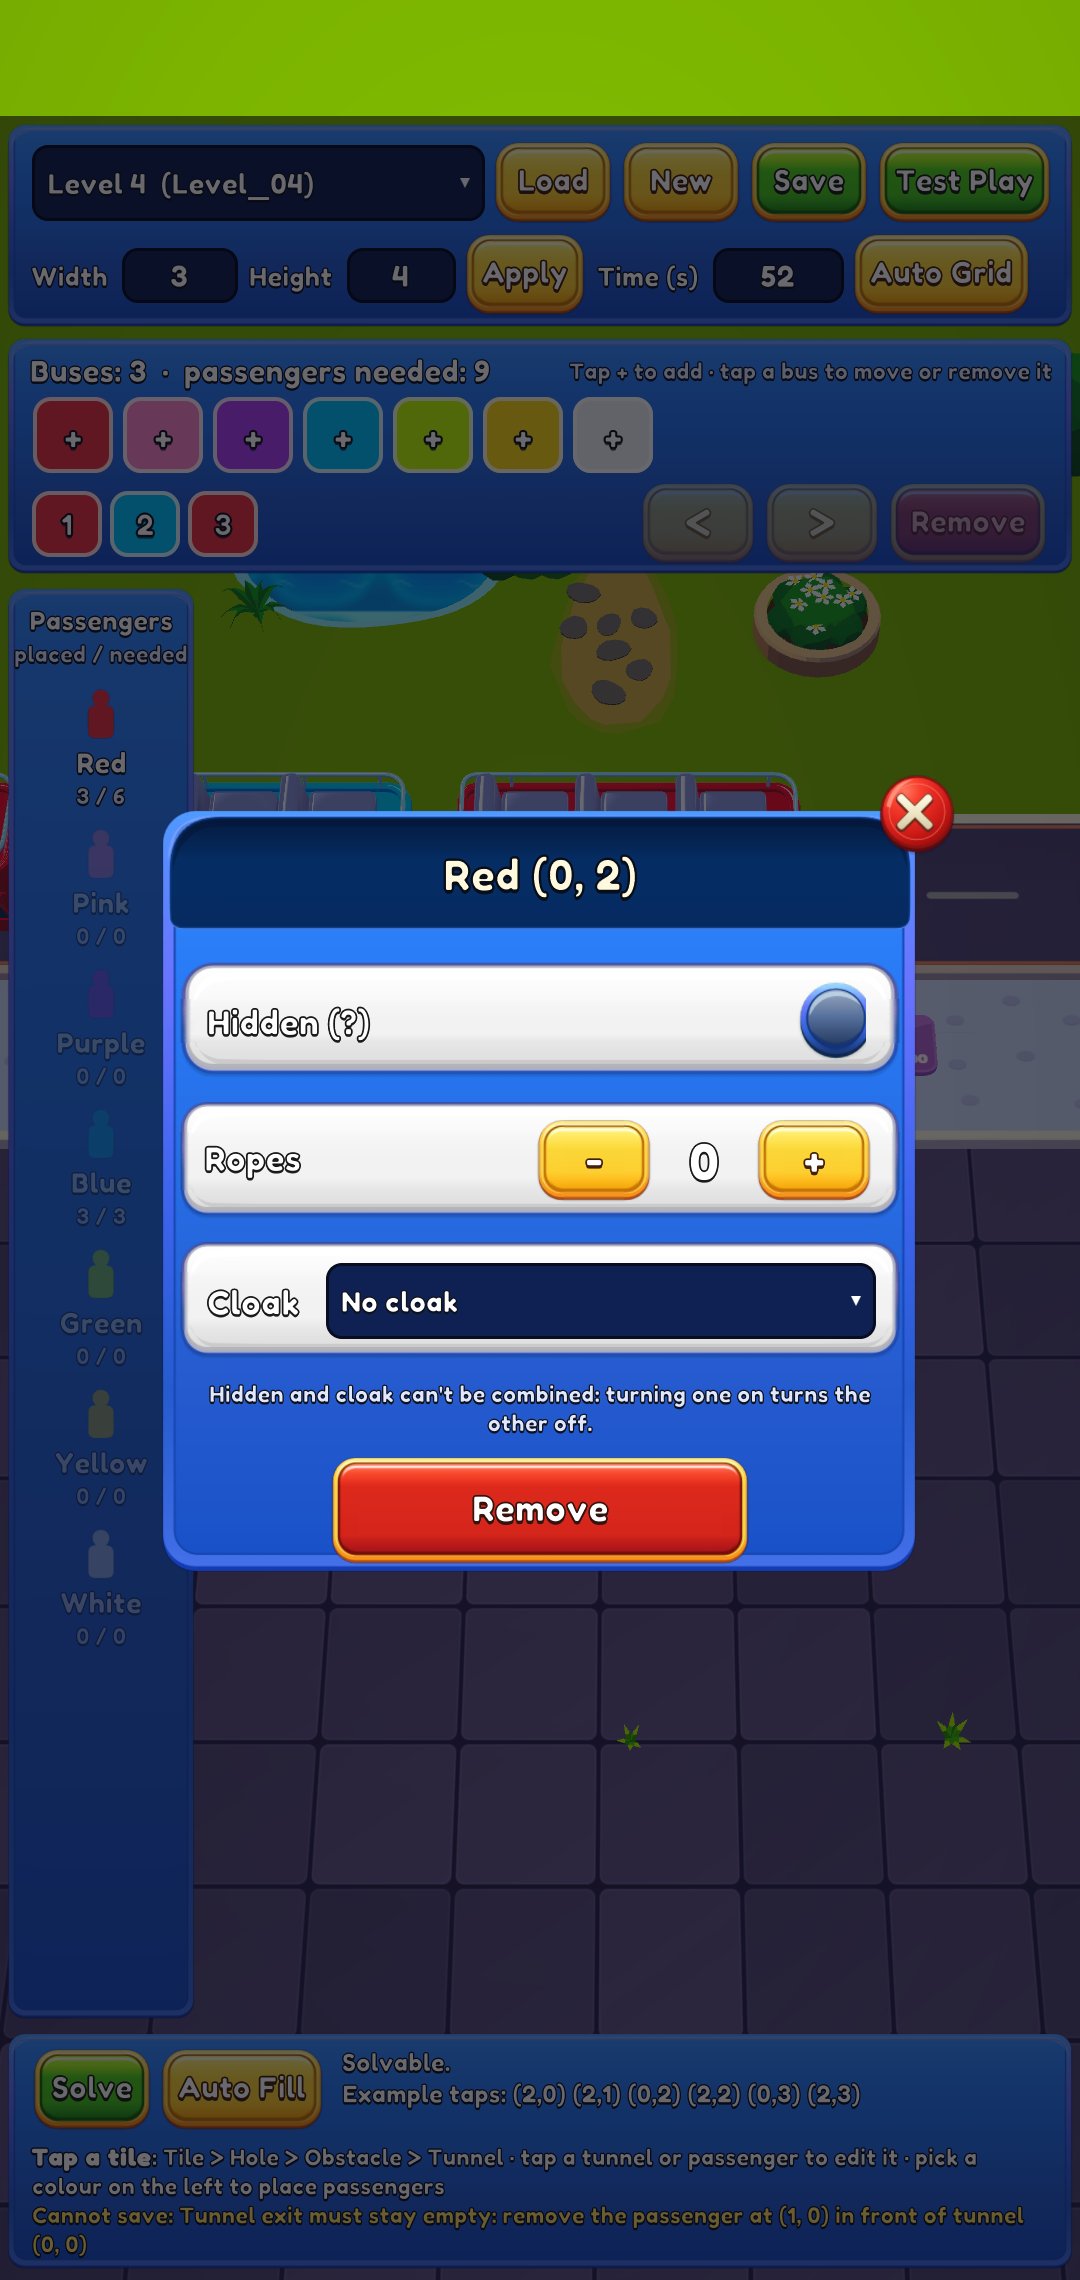 Level 4 (Level_04)
Load
New
Save
Test Play
Width
3
Height
4
Apply
Time (s)
52
Auto Grid
Buses: 3 · passengers needed: 9
Tap + to add · tap a bus to move or remove it
+ + + + + + +
1 2 3
< > Remove
Passengers
placed / needed
Red
3 / 6
Pink
0 / 0
Purple
0 / 0
Blue
3 / 3
Green
0 / 0
Yellow
0 / 0
White
0 / 0
Red (0, 2)
Hidden (?)
Ropes
- 0 +
Cloak
No cloak
Hidden and cloak can't be combined: turning one on turns the
other off.
Remove
Solve
Auto Fill
Solvable.
Example taps: (2,0) (2,1) (0,2) (2,2) (0,3) (2,3)
Tap a tile: Tile > Hole > Obstacle > Tunnel · tap a tunnel or passenger to edit it · pick a
colour on the left to place passengers
Cannot save: Tunnel exit must stay empty: remove the passenger at (1, 0) in front of tunnel
(0, 0)